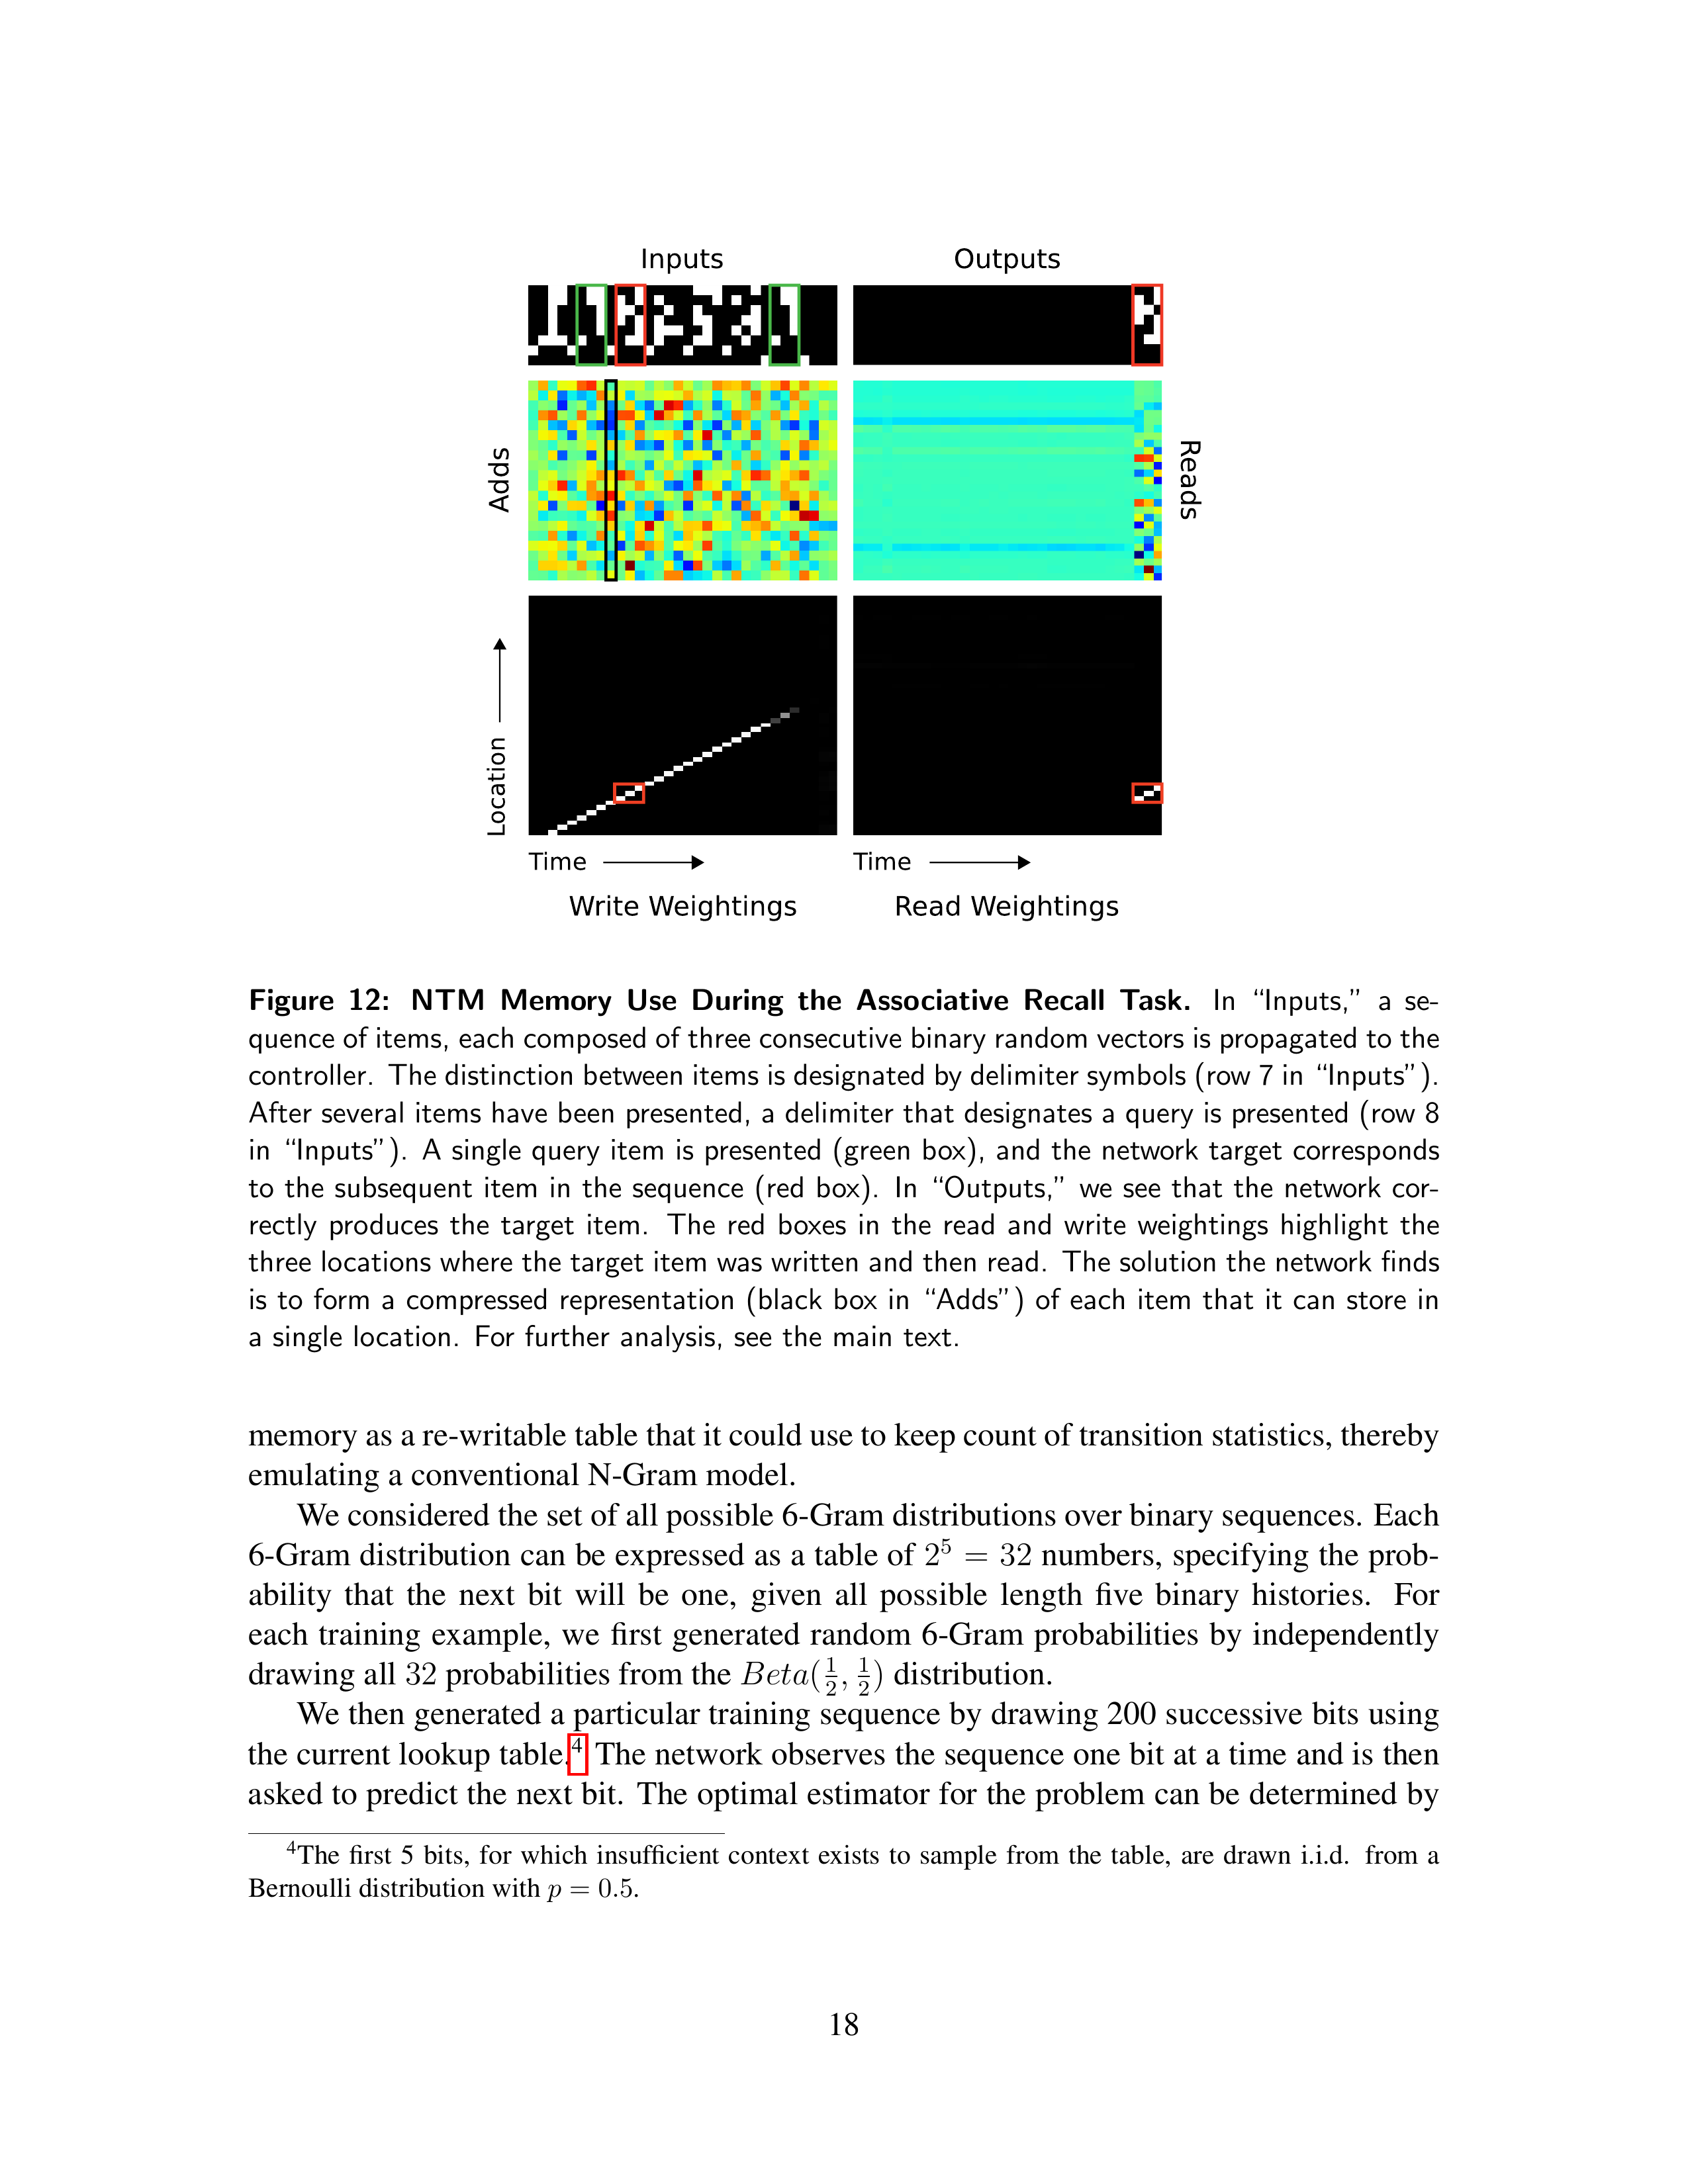 Inputs
Outputs
Adds
Reads
Location
Time
Time
Write Weightings
Read Weightings
Figure 12: NTM Memory Use During the Associative Recall Task. In “Inputs,” a se-
quence of items, each composed of three consecutive binary random vectors is propagated to the
controller. The distinction between items is designated by delimiter symbols (row 7 in “Inputs”).
After several items have been presented, a delimiter that designates a query is presented (row 8
in “Inputs”). A single query item is presented (green box), and the network target corresponds
to the subsequent item in the sequence (red box). In “Outputs,” we see that the network cor-
rectly produces the target item. The red boxes in the read and write weightings highlight the
three locations where the target item was written and then read. The solution the network finds
is to form a compressed representation (black box in “Adds”) of each item that it can store in
a single location. For further analysis, see the main text.
memory as a re-writable table that it could use to keep count of transition statistics, thereby
emulating a conventional N-Gram model.
We considered the set of all possible 6-Gram distributions over binary sequences. Each
6-Gram distribution can be expressed as a table of 2⁵ = 32 numbers, specifying the prob-
ability that the next bit will be one, given all possible length five binary histories. For
each training example, we first generated random 6-Gram probabilities by independently
drawing all 32 probabilities from the Beta(½, ½) distribution.
We then generated a particular training sequence by drawing 200 successive bits using
the current lookup table.⁴ The network observes the sequence one bit at a time and is then
asked to predict the next bit. The optimal estimator for the problem can be determined by
⁴The first 5 bits, for which insufficient context exists to sample from the table, are drawn i.i.d. from a
Bernoulli distribution with p = 0.5.
18